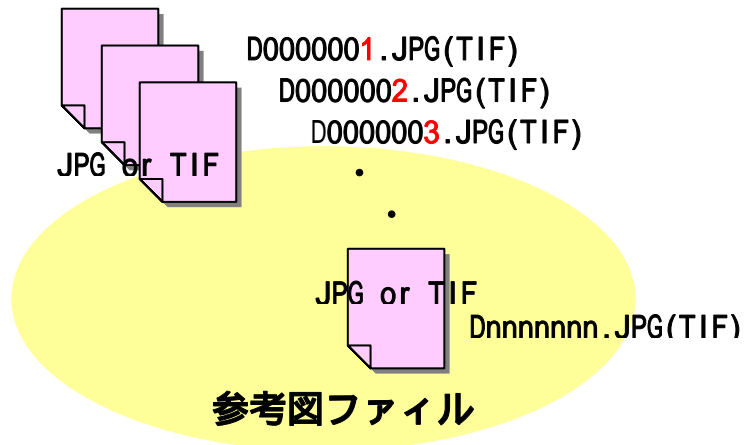 D0000001.JPG(TIF)
D0000002.JPG(TIF)
D0000003.JPG(TIF)
JPG or TIF
・
・
JPG or TIF
Dnnnnnnn.JPG(TIF)
参考図ファィル